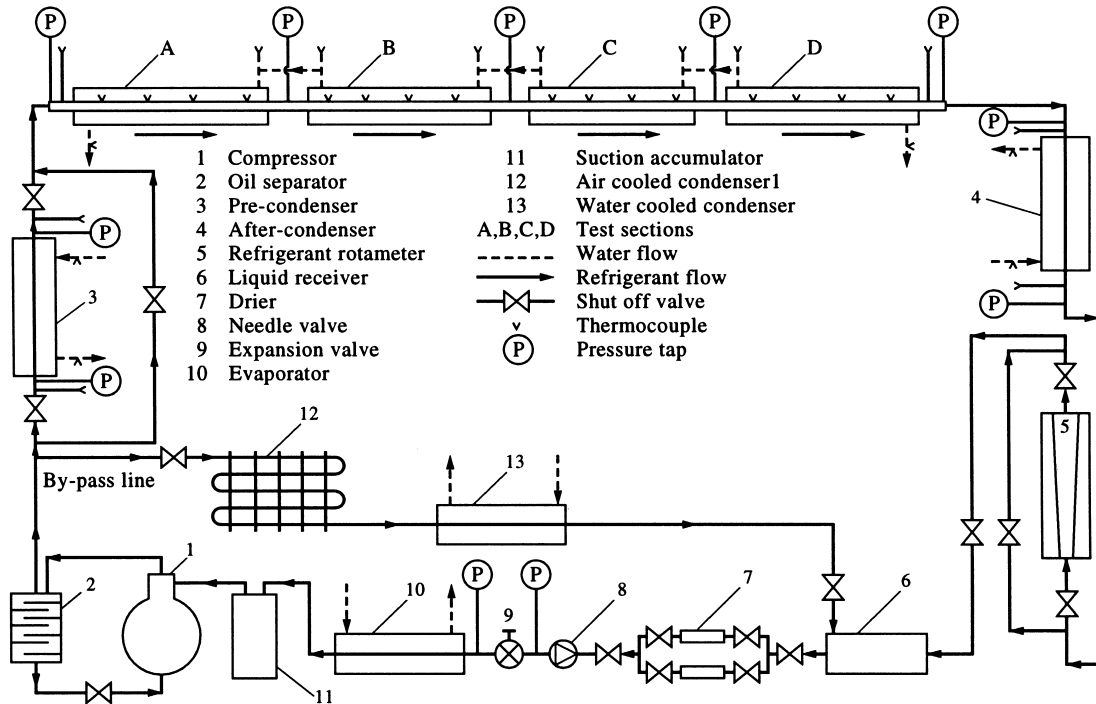 P P P P P
A B C D
P
1 Compressor
2 Oil separator
3 Pre-condenser
4 After-condenser
5 Refrigerant rotameter
6 Liquid receiver
7 Drier
8 Needle valve
9 Expansion valve
10 Evaporator
11 Suction accumulator
12 Air cooled condenser1
13 Water cooled condenser
A,B,C,D Test sections
Water flow
Refrigerant flow
Shut off valve
Thermocouple
P Pressure tap
P
3
P
4
P
5
12
By-pass line
13
1
2
11
P
10
9
P
8
7
6